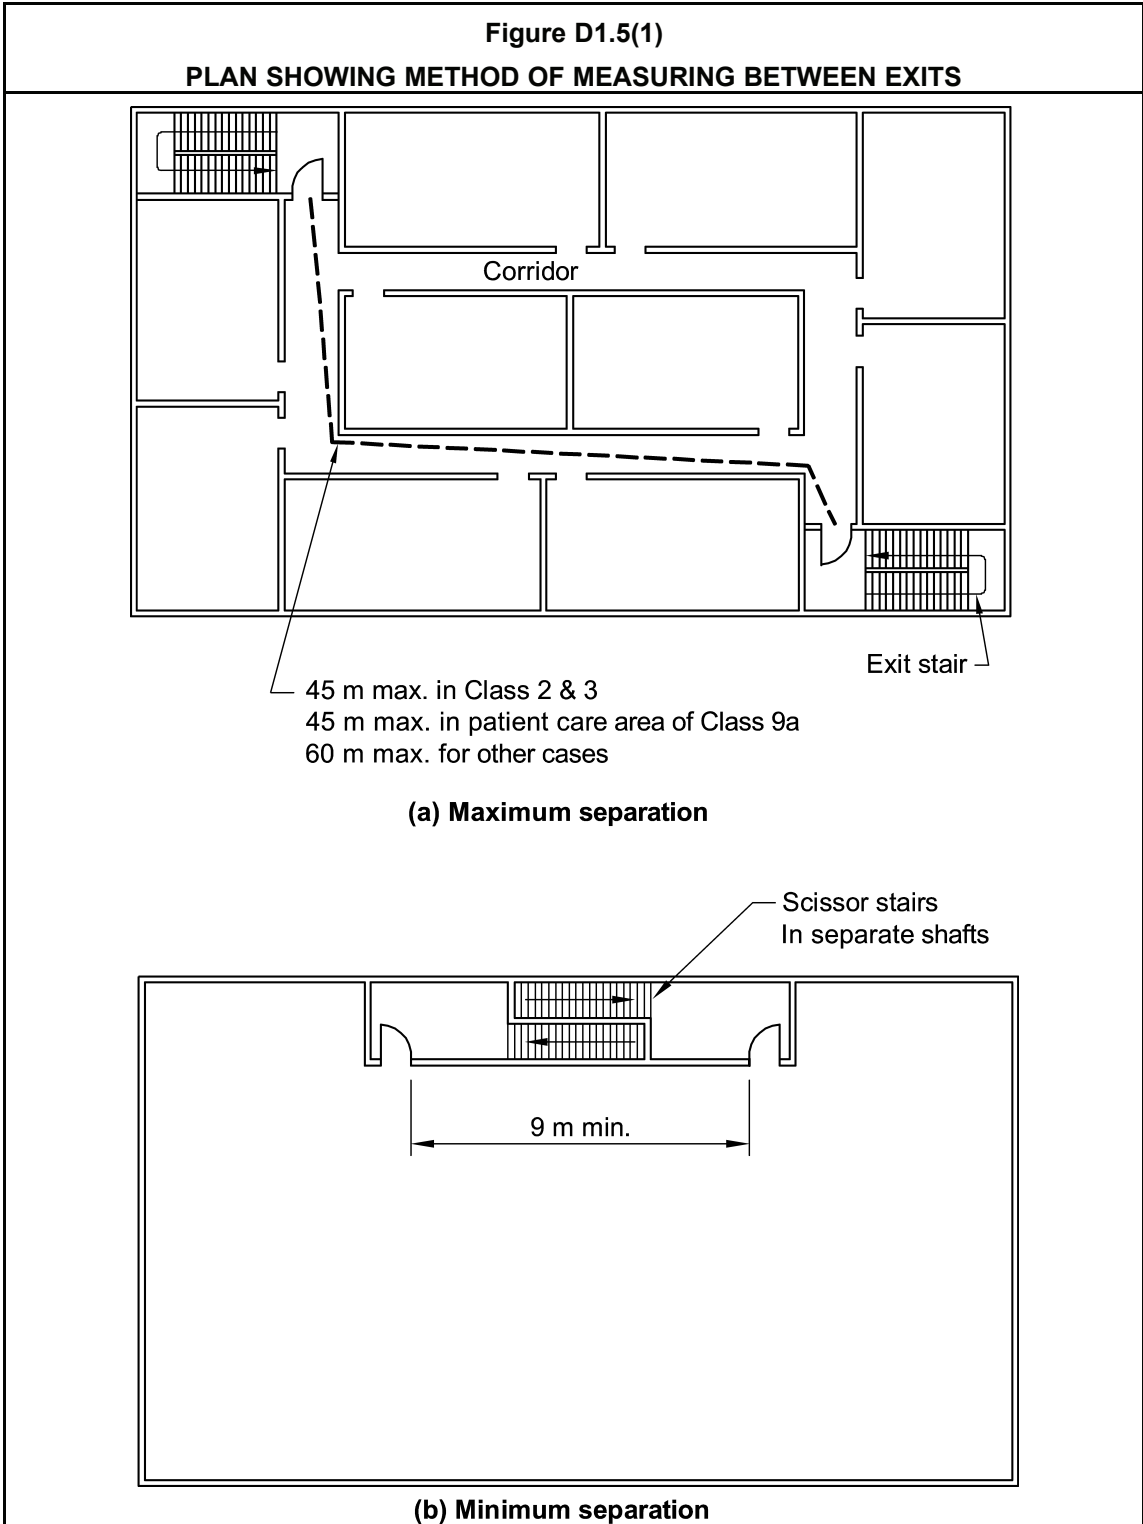 Figure D1.5(1)
PLAN SHOWING METHOD OF MEASURING BETWEEN EXITS
Corridor
Exit stair
45 m max. in Class 2 & 3
45 m max. in patient care area of Class 9a
60 m max. for other cases
(a) Maximum separation
Scissor stairs
In separate shafts
9 m min.
(b) Minimum separation